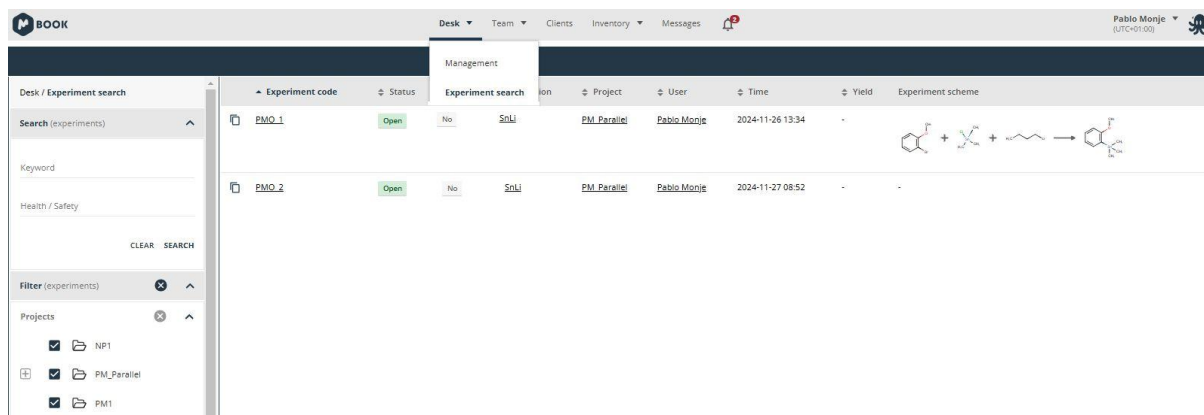 BOOK
Desk ▼ Team ▼ Clients Inventory ▼ Messages 2
Pablo Monje ▼
(UTC+01:00)
Management
Experiment search
Desk / Experiment search
Search (experiments)
Keyword
Health / Safety
CLEAR SEARCH
Filter (experiments)
Projects
NP1
PM_Parallel
PM1
Experiment code Status ion Project User Time Yield Experiment scheme
PMO_1 Open No SnLi PM_Parallel Pablo Monje 2024-11-26 13:34 -
+ +
PMO_2 Open No SnLi PM_Parallel Pablo Monje 2024-11-27 08:52 - -